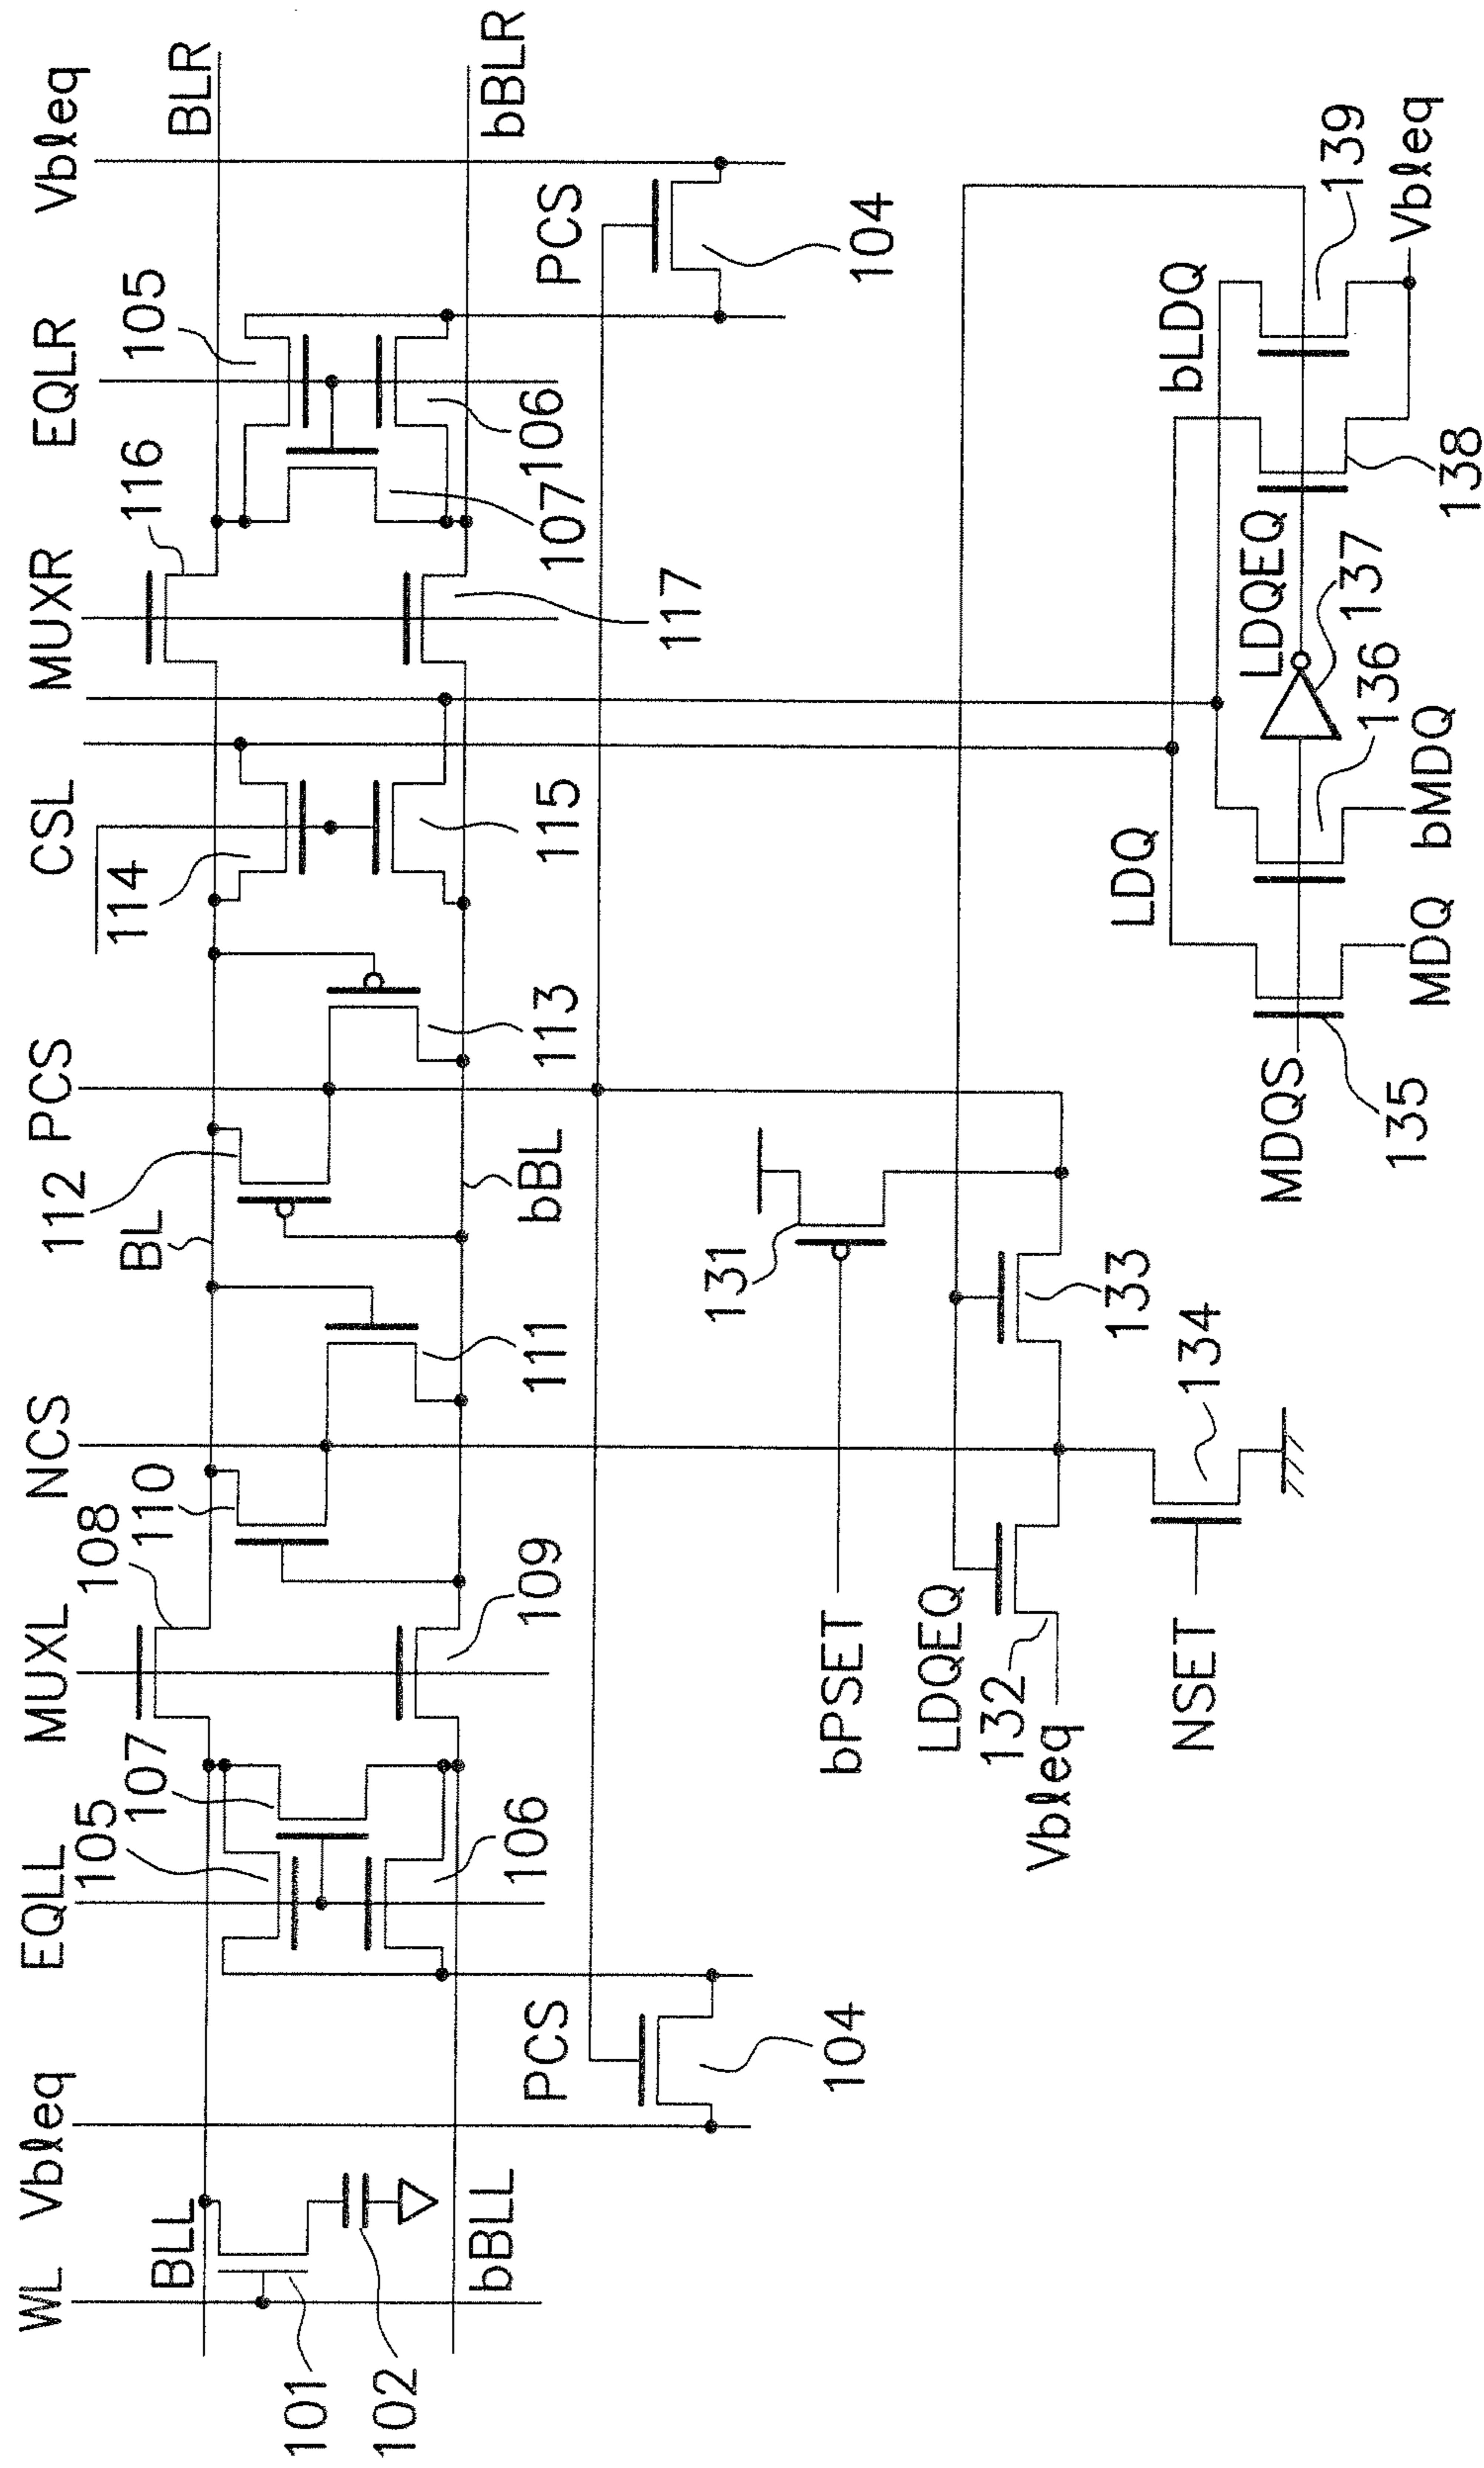 WL
Vbleq
EQLL
MUXL
NCS
PCS
CSL
MUXR
EQLR
Vbleq
BLL
105
107
108
110
BL
112
114
116
105
BLR
101
102
bBLL
106
109
111
bBL
113
115
107
106
bBLR
PCS
104
117
PCS
104
bPSET
131
LDQEQ
132
Vbleq
133
NSET
134
LDQ
bLDQ
MDQS
LDQEQ
135
136
137
138
139
MDQ
bMDQ
Vbleq